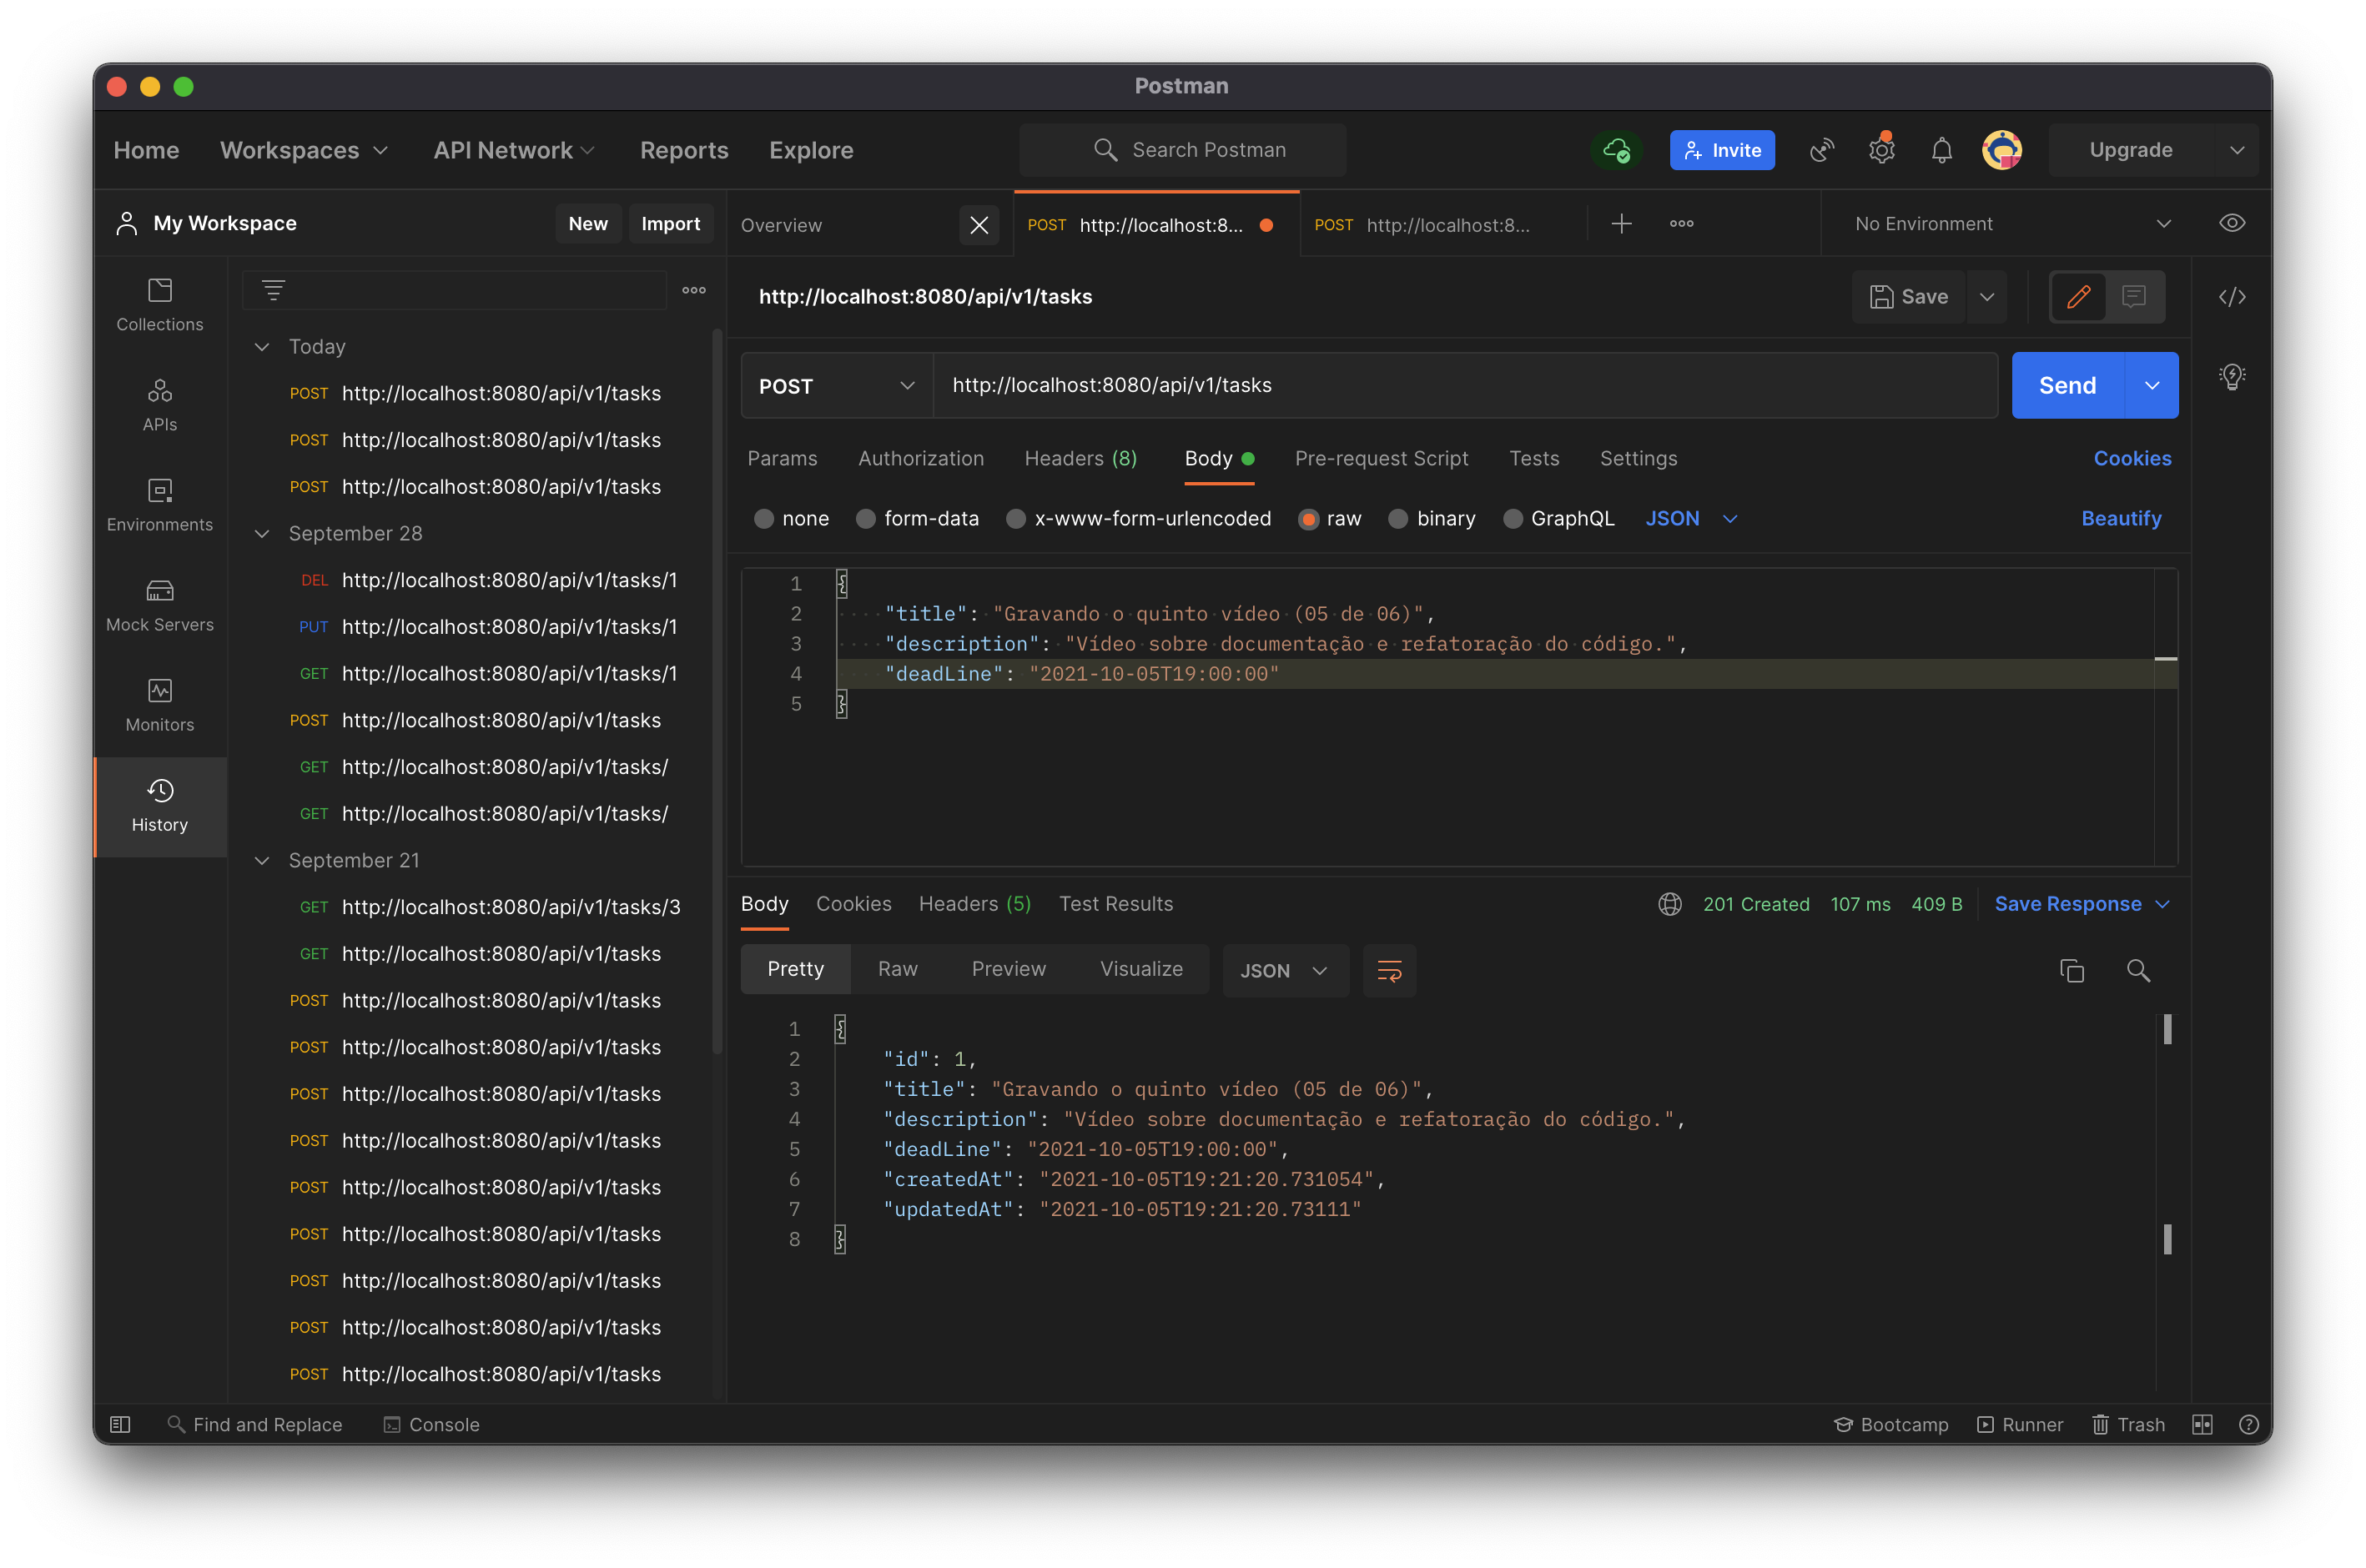 Postman
Home Workspaces API Network Reports Explore Search Postman Invite Upgrade
My Workspace New Import
Overview POST http://localhost:8... POST http://localhost:8... No Environment
Collections
APIs
Environments
Mock Servers
Monitors
History
Today
POST http://localhost:8080/api/v1/tasks
POST http://localhost:8080/api/v1/tasks
POST http://localhost:8080/api/v1/tasks
September 28
DEL http://localhost:8080/api/v1/tasks/1
PUT http://localhost:8080/api/v1/tasks/1
GET http://localhost:8080/api/v1/tasks/1
POST http://localhost:8080/api/v1/tasks
GET http://localhost:8080/api/v1/tasks/
GET http://localhost:8080/api/v1/tasks/
September 21
GET http://localhost:8080/api/v1/tasks/3
GET http://localhost:8080/api/v1/tasks
POST http://localhost:8080/api/v1/tasks
POST http://localhost:8080/api/v1/tasks
POST http://localhost:8080/api/v1/tasks
POST http://localhost:8080/api/v1/tasks
POST http://localhost:8080/api/v1/tasks
POST http://localhost:8080/api/v1/tasks
POST http://localhost:8080/api/v1/tasks
POST http://localhost:8080/api/v1/tasks
POST http://localhost:8080/api/v1/tasks
http://localhost:8080/api/v1/tasks Save
POST http://localhost:8080/api/v1/tasks Send
Params Authorization Headers (8) Body Pre-request Script Tests Settings Cookies
none form-data x-www-form-urlencoded raw binary GraphQL JSON Beautify
1 {
2 "title": "Gravando o quinto vídeo (05 de 06)",
3 "description": "Vídeo sobre documentação e refatoração do código.",
4 "deadLine": "2021-10-05T19:00:00"
5 }
Body Cookies Headers (5) Test Results 201 Created 107 ms 409 B Save Response
Pretty Raw Preview Visualize JSON
1 {
2 "id": 1,
3 "title": "Gravando o quinto vídeo (05 de 06)",
4 "description": "Vídeo sobre documentação e refatoração do código.",
5 "deadLine": "2021-10-05T19:00:00",
6 "createdAt": "2021-10-05T19:21:20.731054",
7 "updatedAt": "2021-10-05T19:21:20.73111"
8 }
Find and Replace Console Bootcamp Runner Trash